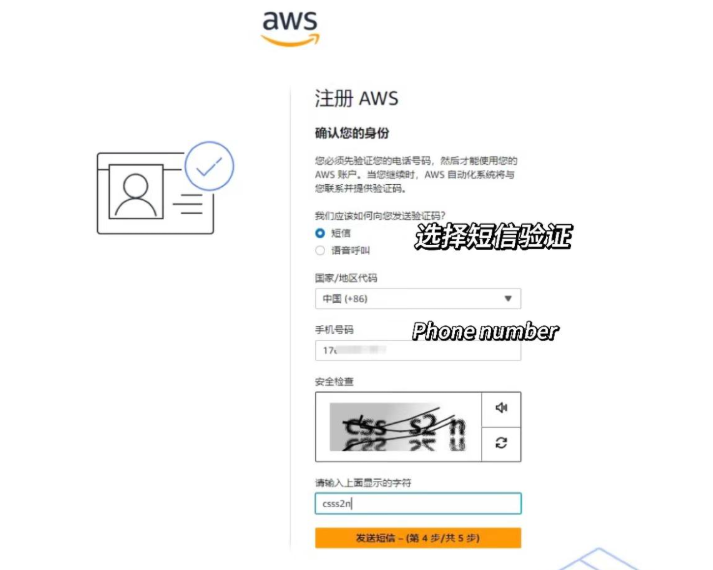 aws
注册 AWS
确认您的身份
您必须先验证您的电话号码，然后才能使用您的
AWS 账户。当您继续时，AWS 自动化系统将与
您联系并提供验证码。
我们应该如何向您发送验证码？
短信
选择短信验证
语音呼叫
国家/地区代码
中国 (+86)
手机号码
Phone number
安全检查
css s2 n
请输入上面显示的字符
csss2n
发送短信 – (第 4 步/共 5 步)